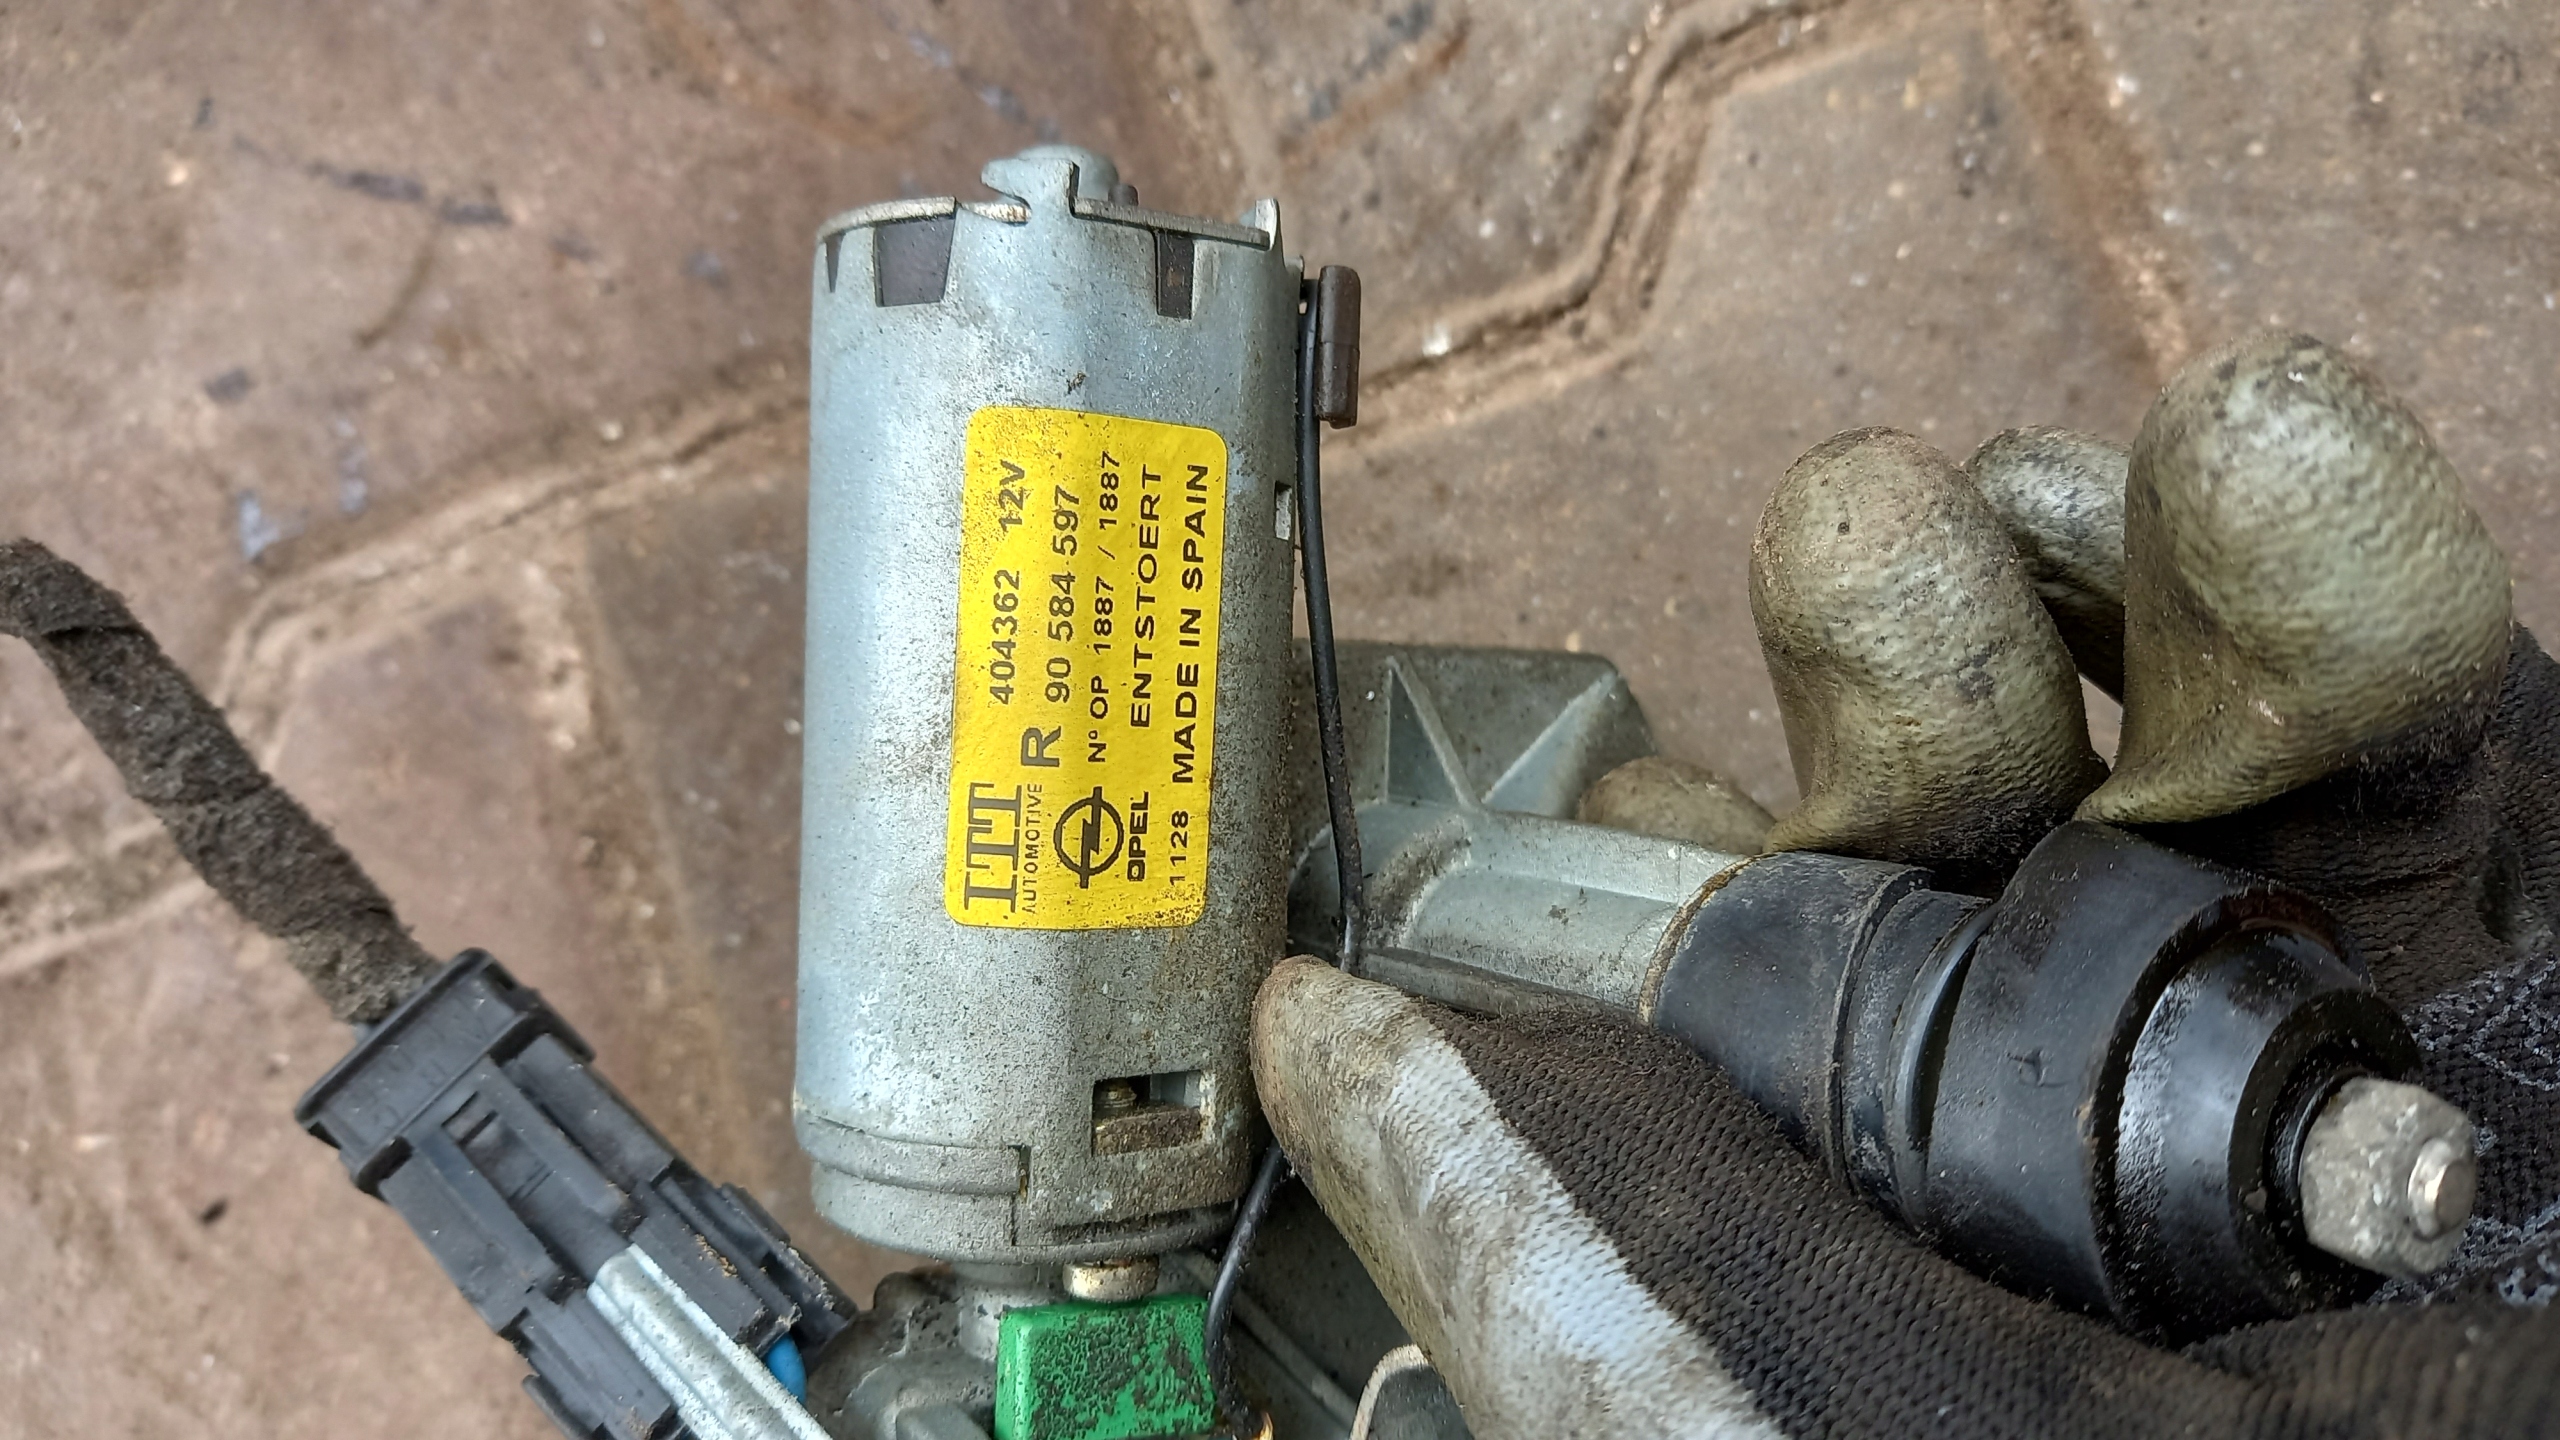 ITT 404362 12V
AUTOMOTIVE R 90 584 597
Nº OP 1887 / 1887
OPEL ENTSTOERT
1128 MADE IN SPAIN